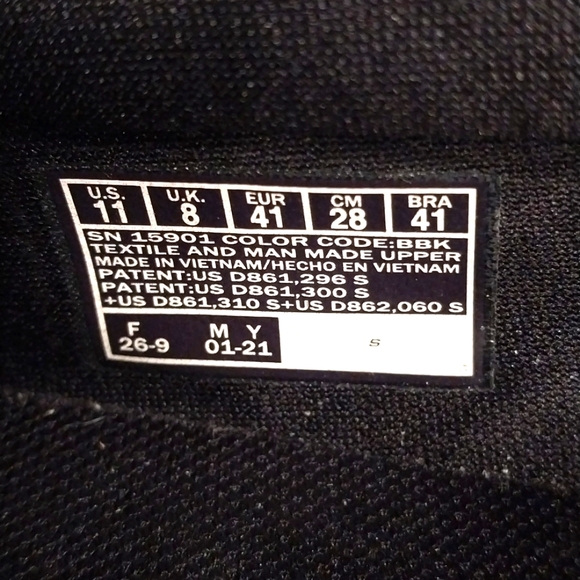 U.S. U.K. EUR CM BRA
11 8 41 28 41
SN 15901 COLOR CODE:BBK
TEXTILE AND MAN MADE UPPER
MADE IN VIETNAM/HECHO EN VIETNAM
PATENT:US D861,296 S
PATENT:US D861,300 S
+US D861,310 S+US D862,060 S
F M Y
26-9 01-21
S